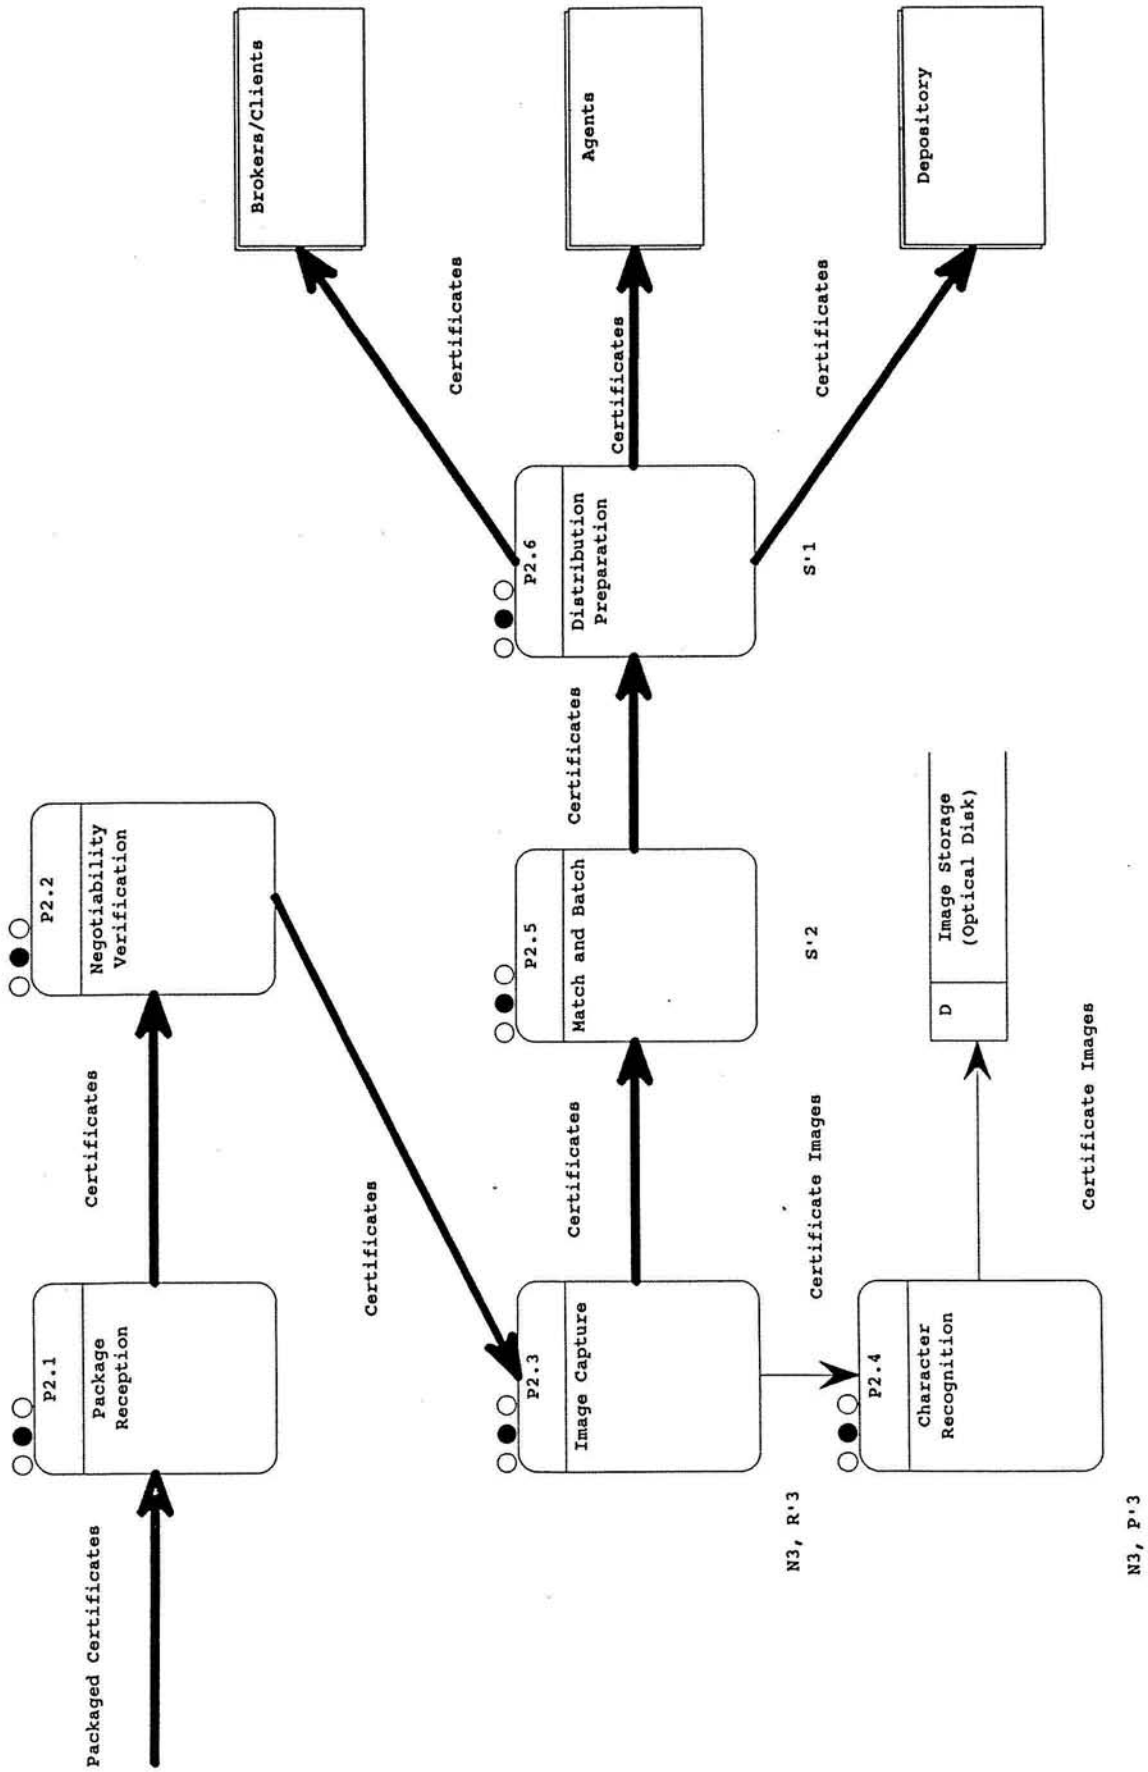 Packaged Certificates
P2.1
Package
Reception
Certificates
P2.2
Negotiability
Verification
Certificates
P2.3
Image Capture
N3, R'3
Certificates
P2.5
Match and Batch
S'2
Certificates
P2.6
Distribution
Preparation
S'1
Certificates
Brokers/Clients
Certificates
Agents
Certificates
Depository
Certificate Images
P2.4
Character
Recognition
N3, P'3
Certificate Images
D
Image Storage
(Optical Disk)